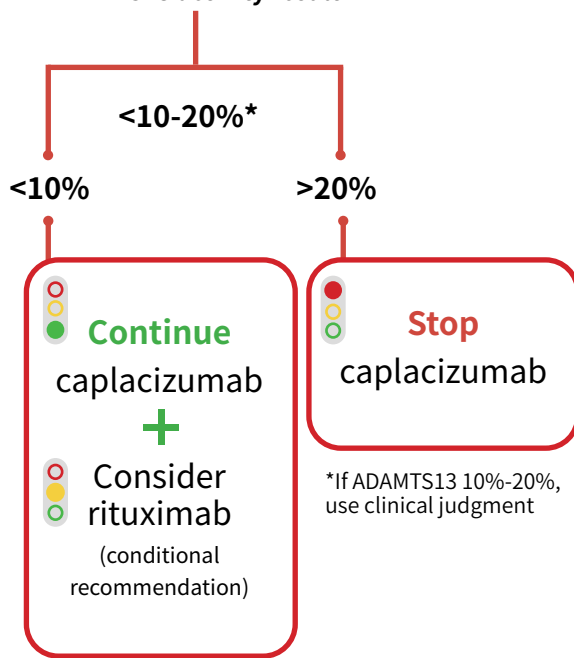 <10-20%*
<10%
>20%
Continue
caplacizumab
+
Consider
rituximab
(conditional
recommendation)
Stop
caplacizumab
*If ADAMTS13 10%-20%,
use clinical judgment